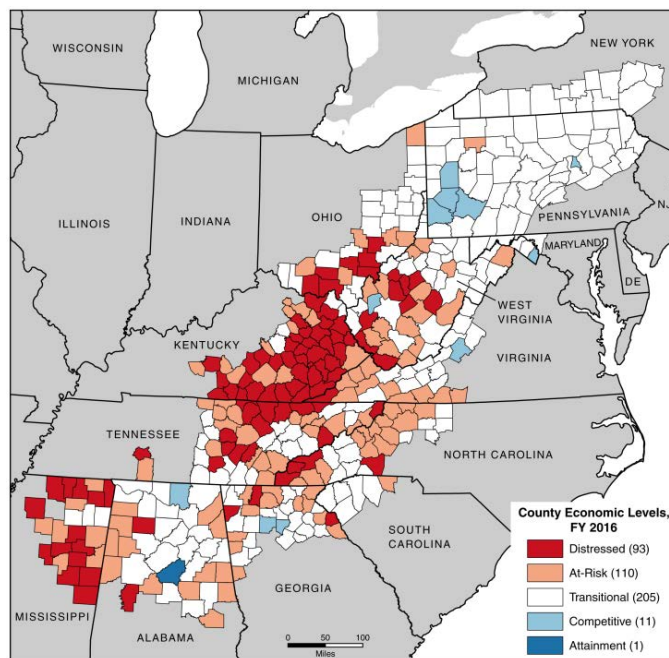 WISCONSIN
MICHIGAN
NEW YORK
ILLINOIS
INDIANA
OHIO
PENNSYLVANIA
NJ
MARYLAND
DE
WEST
VIRGINIA
VIRGINIA
KENTUCKY
TENNESSEE
NORTH CAROLINA
SOUTH
CAROLINA
GEORGIA
MISSISSIPPI
ALABAMA
0 50 100
Miles
County Economic Levels,
FY 2016
Distressed (93)
At-Risk (110)
Transitional (205)
Competitive (11)
Attainment (1)